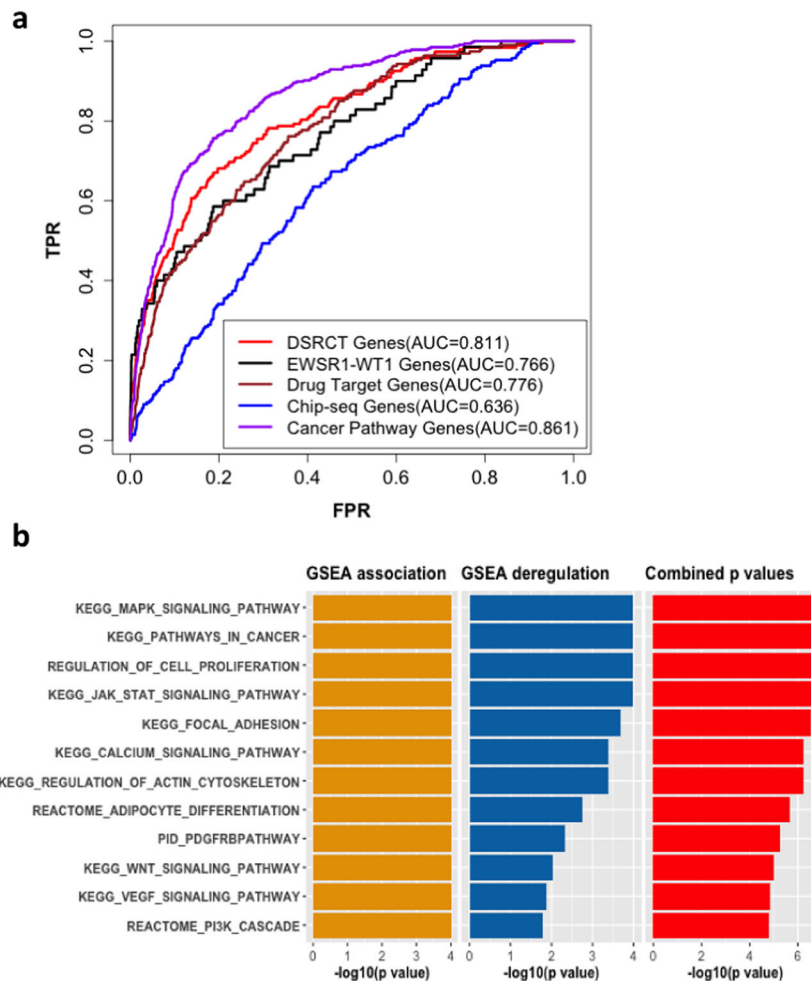 a
1.0
0.8
0.6
0.4
0.2
0.0
TPR
DSRCT Genes(AUC=0.811)
EWSR1-WT1 Genes(AUC=0.766)
Drug Target Genes(AUC=0.776)
Chip-seq Genes(AUC=0.636)
Cancer Pathway Genes(AUC=0.861)
0.0 0.2 0.4 0.6 0.8 1.0
FPR
b
GSEA association GSEA deregulation Combined p values
KEGG_MAPK_SIGNALING_PATHWAY
KEGG_PATHWAYS_IN_CANCER
REGULATION_OF_CELL_PROLIFERATION
KEGG_JAK_STAT_SIGNALING_PATHWAY
KEGG_FOCAL_ADHESION
KEGG_CALCIUM_SIGNALING_PATHWAY
KEGG_REGULATION_OF_ACTIN_CYTOSKELETON
REACTOME_ADIPOCYTE_DIFFERENTIATION
PID_PDGFRBPATHWAY
KEGG_WNT_SIGNALING_PATHWAY
KEGG_VEGF_SIGNALING_PATHWAY
REACTOME_PI3K_CASCADE
0 1 2 3 4 0 1 2 3 4 0 2 4 6
-log10(p value) -log10(p value) -log10(p value)